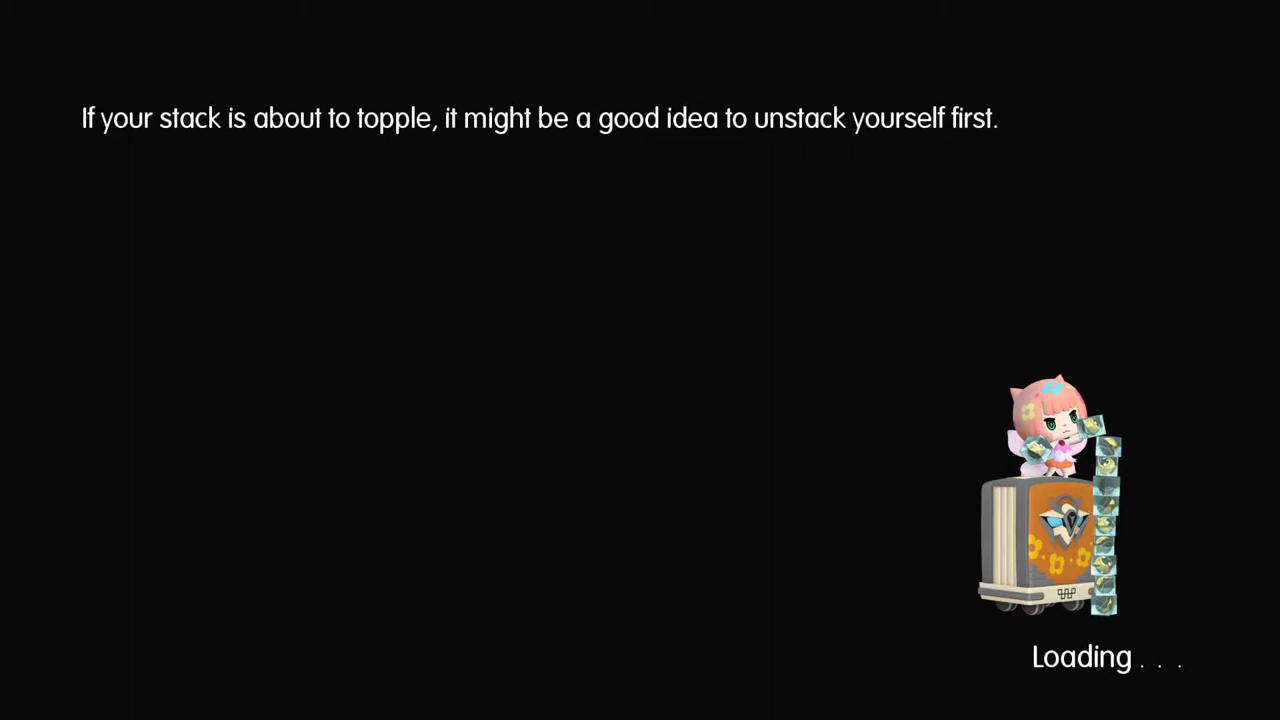 If your stack is about to topple, it might be a good idea to unstack yourself first.
Loading . . .